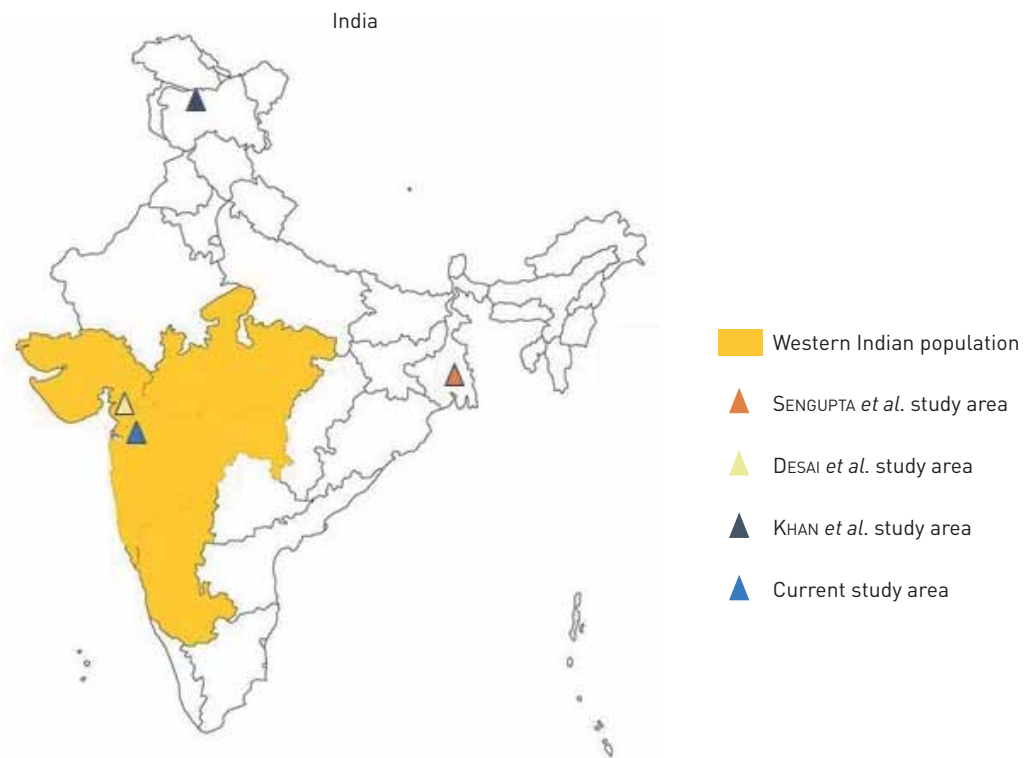 India
Western Indian population
SENGUPTA et al. study area
DESAI et al. study area
KHAN et al. study area
Current study area